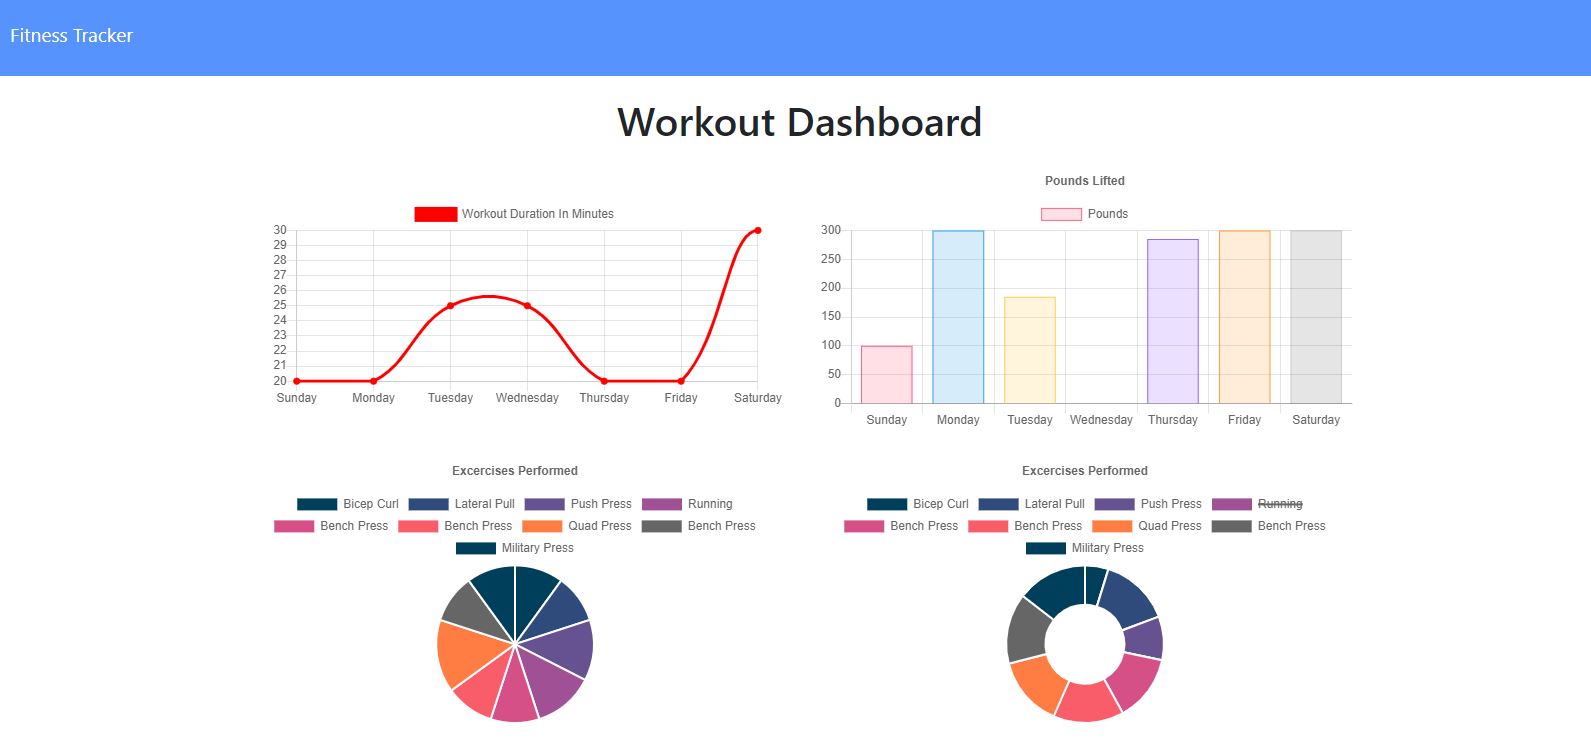 Fitness Tracker
Workout Dashboard
Workout Duration In Minutes
30
29
28
27
26
25
24
23
22
21
20
Sunday Monday Tuesday Wednesday Thursday Friday Saturday
Pounds Lifted
Pounds
300
250
200
150
100
50
0
Sunday Monday Tuesday Wednesday Thursday Friday Saturday
Excercises Performed
Bicep Curl Lateral Pull Push Press Running
Bench Press Bench Press Quad Press Bench Press
Military Press
Excercises Performed
Bicep Curl Lateral Pull Push Press Running
Bench Press Bench Press Quad Press Bench Press
Military Press